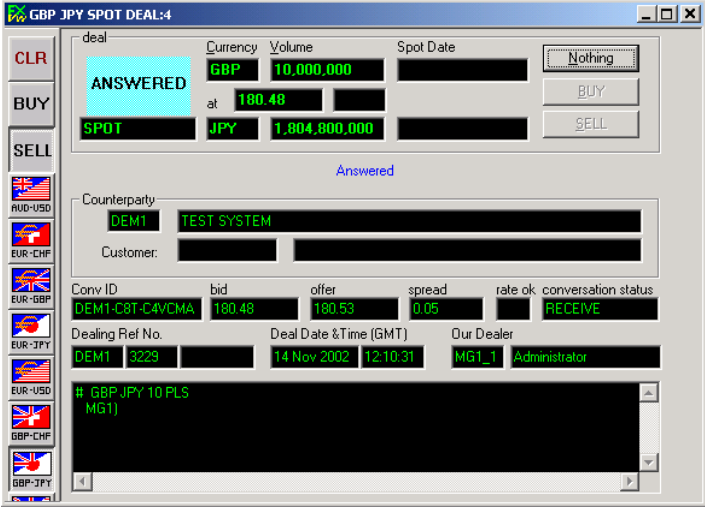 GBP JPY SPOT DEAL:4
CLR
BUY
SELL
AUD-USD
EUR-CHF
EUR-GBP
EUR-JPY
EUR-USD
GBP-CHF
GBP-JPY
deal
Currency Volume Spot Date
ANSWERED GBP 10,000,000 Nothing
at 180.48 BUY
SPOT JPY 1,804,800,000 SELL
Answered
Counterparty
DEM1 TEST SYSTEM
Customer:
Conv ID bid offer spread rate ok conversation status
DEM1-C8T-C4VCMA 180.48 180.53 0.05 RECEIVE
Dealing Ref No. Deal Date &Time (GMT) Our Dealer
DEM1 3229 14 Nov 2002 12:10:31 MG1_1 Administrator
# GBP JPY 10 PLS
MG1)